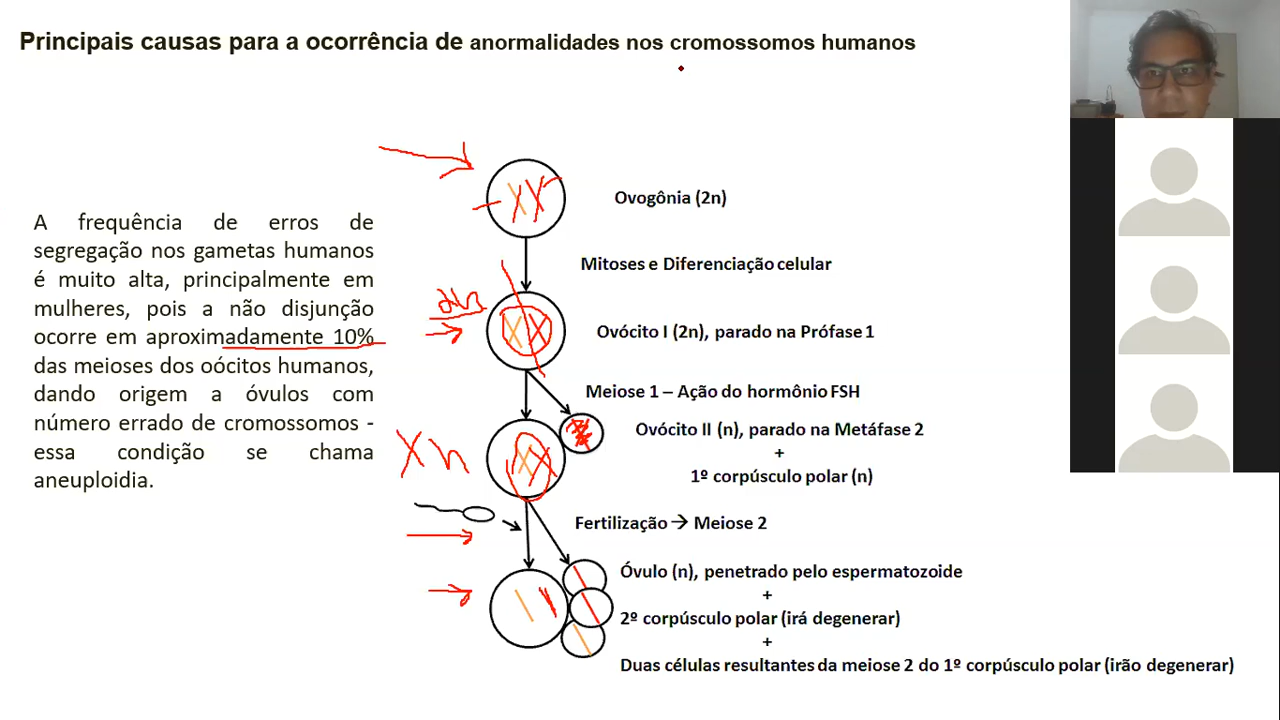 Principais causas para a ocorrência de anormalidades nos cromossomos humanos
A frequência de erros de
segregação nos gametas humanos
é muito alta, principalmente em
mulheres, pois a não disjunção
ocorre em aproximadamente 10%
das meioses dos oócitos humanos,
dando origem a óvulos com
número errado de cromossomos -
essa condição se chama
aneuploidia.
Ovogônia (2n)
Mitoses e Diferenciação celular
2n
Ovócito I (2n), parado na Prófase 1
Meiose 1 – Ação do hormônio FSH
Ovócito II (n), parado na Metáfase 2
+
1º corpúsculo polar (n)
X n
Fertilização → Meiose 2
Óvulo (n), penetrado pelo espermatozoide
+
2º corpúsculo polar (irá degenerar)
+
Duas células resultantes da meiose 2 do 1º corpúsculo polar (irão degenerar)